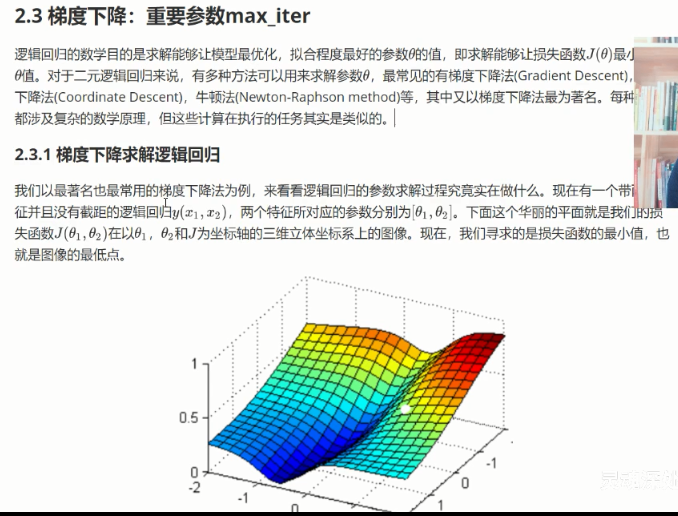 2.3 梯度下降：重要参数max_iter
逻辑回归的数学目的是求解能够让模型最优化，拟合程度最好的参数θ的值，即求解能够让损失函数J(θ)最小
θ值。对于二元逻辑回归来说，有多种方法可以用来求解参数θ，最常见的有梯度下降法(Gradient Descent)，
下降法(Coordinate Descent)，牛顿法(Newton-Raphson method)等，其中又以梯度下降法最为著名。每种
都涉及复杂的数学原理，但这些计算在执行的任务其实是类似的。
2.3.1 梯度下降求解逻辑回归
我们以最著名也最常用的梯度下降法为例，来看看逻辑回归的参数求解过程究竟实在做什么。现在有一个带
征并且没有截距的逻辑回归y(x₁, x₂)，两个特征所对应的参数分别为[θ₁, θ₂]。下面这个华丽的平面就是我们的损
失函数J(θ₁, θ₂)在以θ₁，θ₂和J为坐标轴的三维立体坐标系上的图像。现在，我们寻求的是损失函数的最小值，也
就是图像的最低点。
1
0.5
0
-2
-1
0
1
0
-1